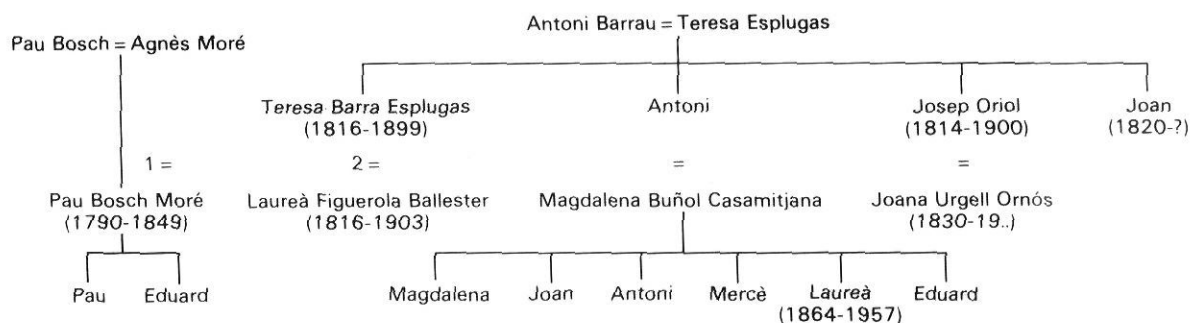 Antoni Barrau = Teresa Esplugas
Pau Bosch = Agnès Moré
Teresa Barra Esplugas Antoni Josep Oriol Joan
(1816-1899) (1814-1900) (1820-?)
1 = 2 = = =
Pau Bosch Moré Laureà Figuerola Ballester Magdalena Buñol Casamitjana Joana Urgell Ornós
(1790-1849) (1816-1903) (1830-19..)
Pau Eduard Magdalena Joan Antoni Mercè Laureà Eduard
(1864-1957)